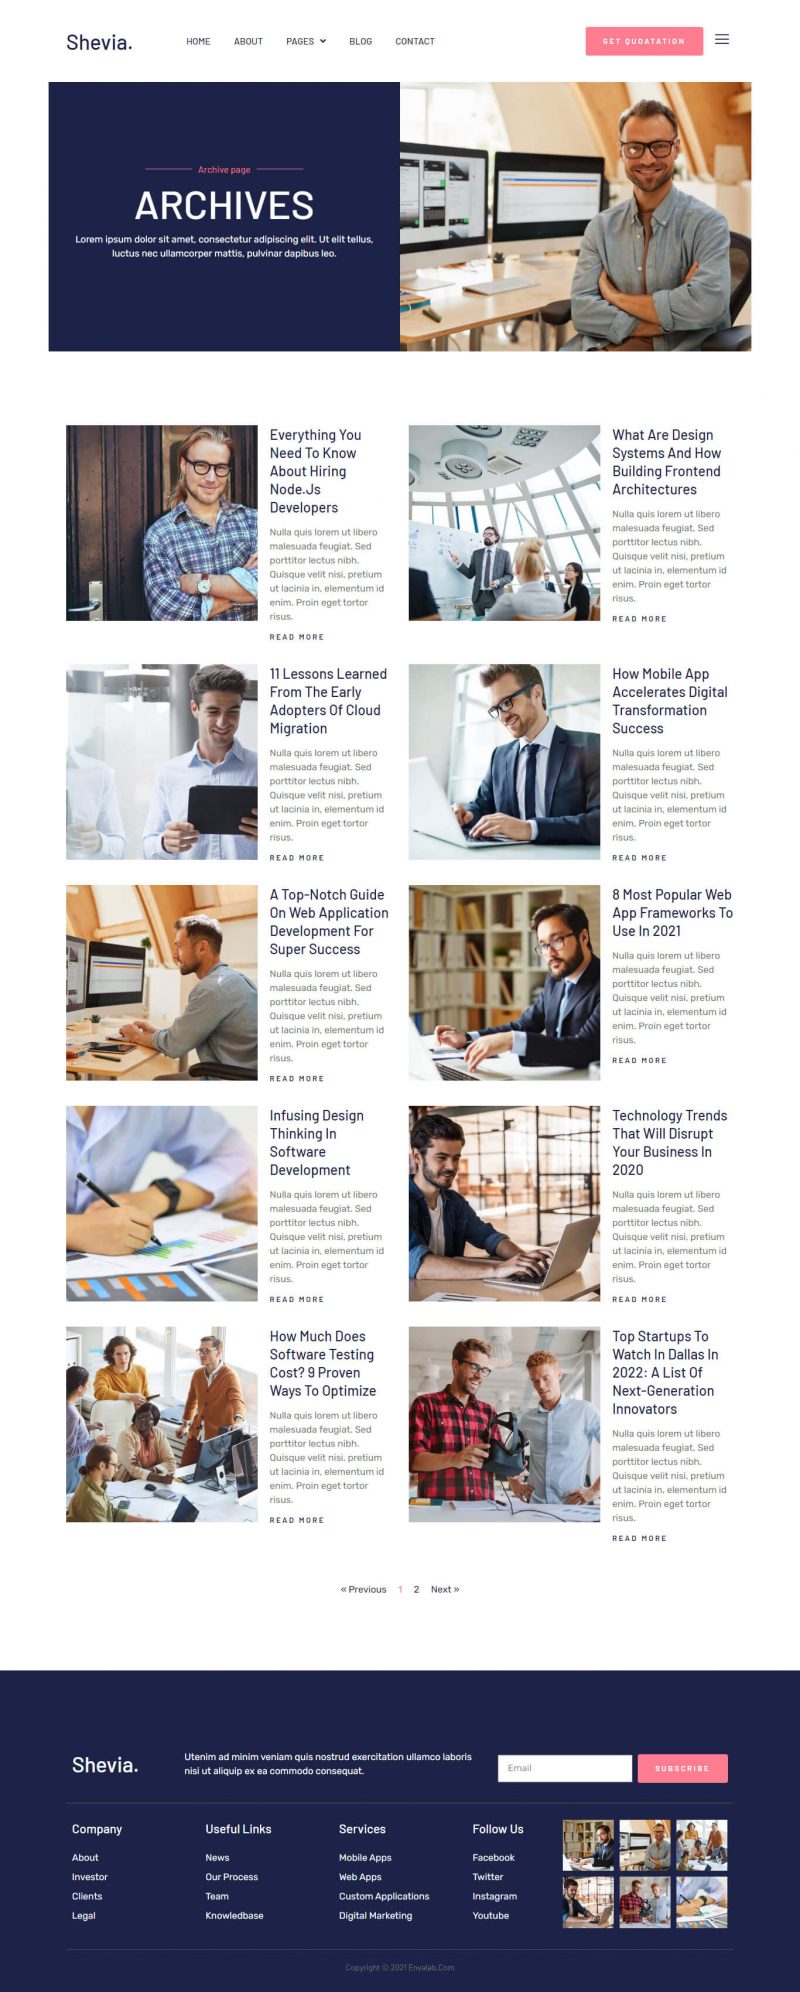 Shevia.
HOME ABOUT PAGES BLOG CONTACT
GET QUOATATION
Archive page
ARCHIVES
Lorem ipsum dolor sit amet, consectetur adipiscing elit. Ut elit tellus,
luctus nec ullamcorper mattis, pulvinar dapibus leo.
Everything You
Need To Know
About Hiring
Node.Js
Developers
Nulla quis lorem ut libero
malesuada feugiat. Sed
porttitor lectus nibh.
Quisque velit nisi, pretium
ut lacinia in, elementum id
enim. Proin eget tortor
risus.
READ MORE
What Are Design
Systems And How
Building Frontend
Architectures
Nulla quis lorem ut libero
malesuada feugiat. Sed
porttitor lectus nibh.
Quisque velit nisi, pretium
ut lacinia in, elementum id
enim. Proin eget tortor
risus.
READ MORE
11 Lessons Learned
From The Early
Adopters Of Cloud
Migration
Nulla quis lorem ut libero
malesuada feugiat. Sed
porttitor lectus nibh.
Quisque velit nisi, pretium
ut lacinia in, elementum id
enim. Proin eget tortor
risus.
READ MORE
How Mobile App
Accelerates Digital
Transformation
Success
Nulla quis lorem ut libero
malesuada feugiat. Sed
porttitor lectus nibh.
Quisque velit nisi, pretium
ut lacinia in, elementum id
enim. Proin eget tortor
risus.
READ MORE
A Top-Notch Guide
On Web Application
Development For
Super Success
Nulla quis lorem ut libero
malesuada feugiat. Sed
porttitor lectus nibh.
Quisque velit nisi, pretium
ut lacinia in, elementum id
enim. Proin eget tortor
risus.
READ MORE
8 Most Popular Web
App Frameworks To
Use In 2021
Nulla quis lorem ut libero
malesuada feugiat. Sed
porttitor lectus nibh.
Quisque velit nisi, pretium
ut lacinia in, elementum id
enim. Proin eget tortor
risus.
READ MORE
Infusing Design
Thinking In
Software
Development
Nulla quis lorem ut libero
malesuada feugiat. Sed
porttitor lectus nibh.
Quisque velit nisi, pretium
ut lacinia in, elementum id
enim. Proin eget tortor
risus.
READ MORE
Technology Trends
That Will Disrupt
Your Business In
2020
Nulla quis lorem ut libero
malesuada feugiat. Sed
porttitor lectus nibh.
Quisque velit nisi, pretium
ut lacinia in, elementum id
enim. Proin eget tortor
risus.
READ MORE
How Much Does
Software Testing
Cost? 9 Proven
Ways To Optimize
Nulla quis lorem ut libero
malesuada feugiat. Sed
porttitor lectus nibh.
Quisque velit nisi, pretium
ut lacinia in, elementum id
enim. Proin eget tortor
risus.
READ MORE
Top Startups To
Watch In Dallas In
2022: A List Of
Next-Generation
Innovators
Nulla quis lorem ut libero
malesuada feugiat. Sed
porttitor lectus nibh.
Quisque velit nisi, pretium
ut lacinia in, elementum id
enim. Proin eget tortor
risus.
READ MORE
« Previous 1 2 Next »
Shevia.
Utenim ad minim veniam quis nostrud exercitation ullamco laboris
nisi ut aliquip ex ea commodo consequat.
Email
SUBSCRIBE
Company
About
Investor
Clients
Legal
Useful Links
News
Our Process
Team
Knowledbase
Services
Mobile Apps
Web Apps
Custom Applications
Digital Marketing
Follow Us
Facebook
Twitter
Instagram
Youtube
Copyright © 2021 Envalab.Com